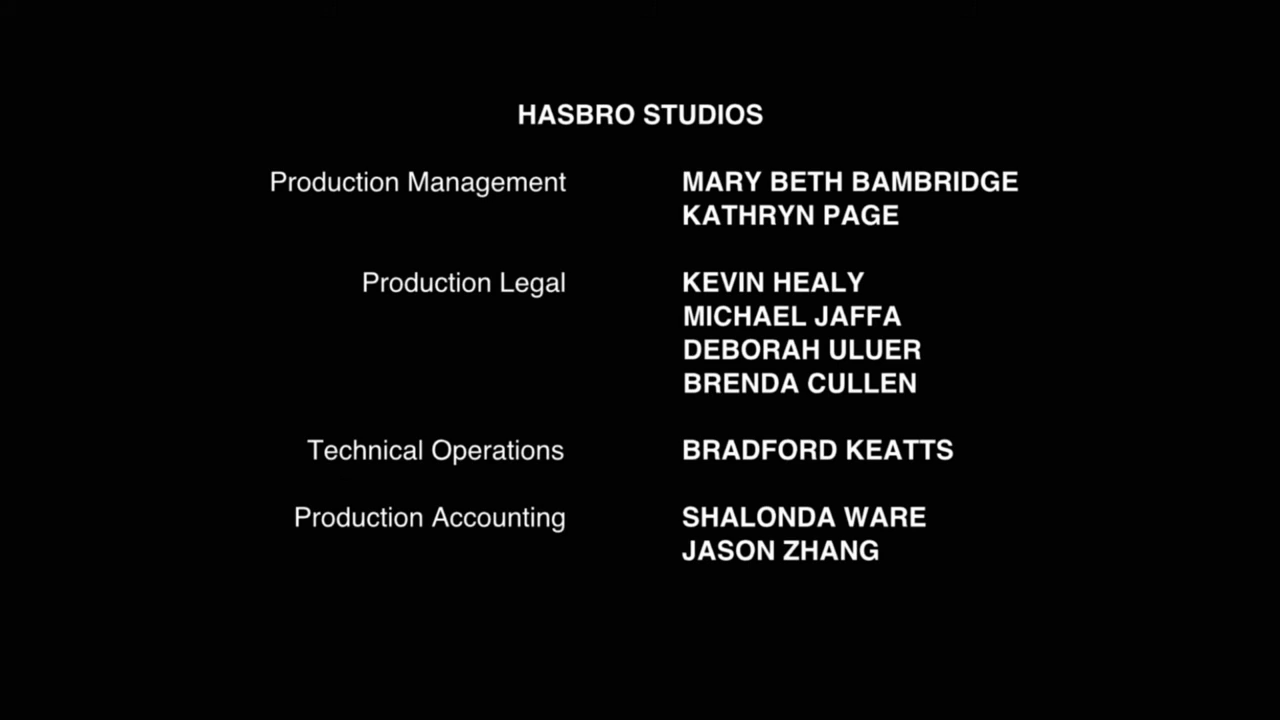 HASBRO STUDIOS
Production Management MARY BETH BAMBRIDGE
KATHRYN PAGE
Production Legal KEVIN HEALY
MICHAEL JAFFA
DEBORAH ULUER
BRENDA CULLEN
Technical Operations BRADFORD KEATTS
Production Accounting SHALONDA WARE
JASON ZHANG